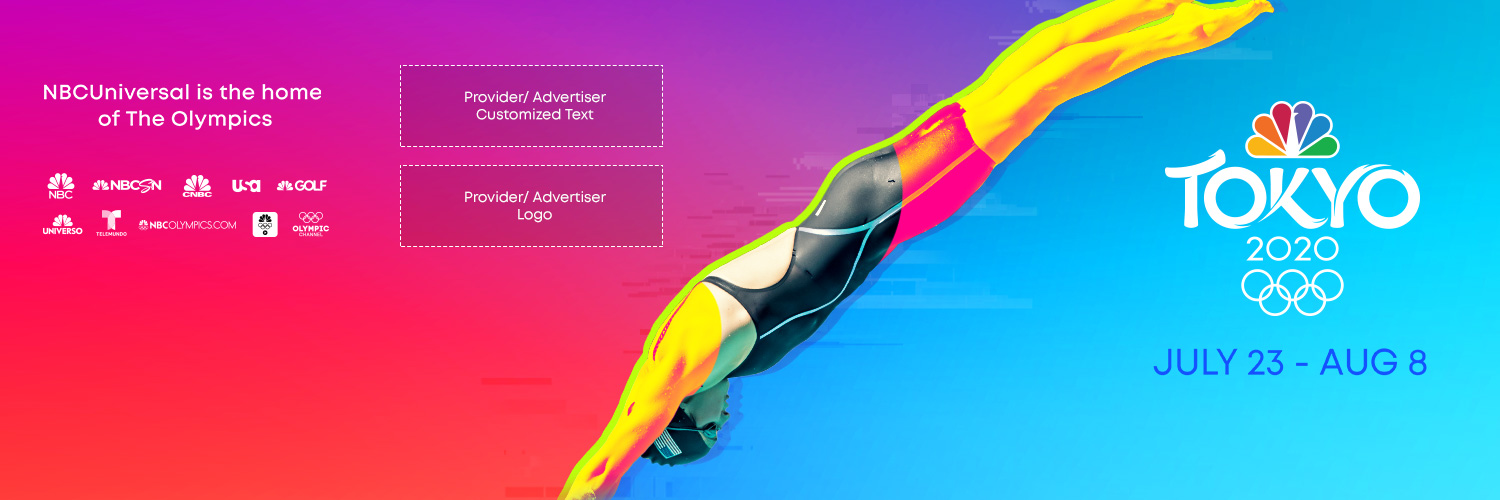 NBCUniversal is the home
of The Olympics
NBC
NBCSN
CNBC
USA
GOLF
UNIVERSO
TELEMUNDO
NBCOLYMPICS.COM
OLYMPIC
CHANNEL
Provider/ Advertiser
Customized Text
Provider/ Advertiser
Logo
TOKYO
2020
JULY 23 - AUG 8